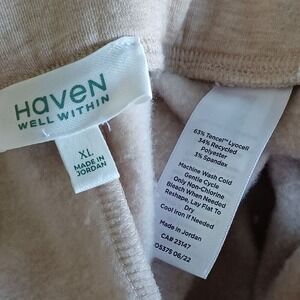 Haven
WELL WITHIN
XL
MADE IN
JORDAN
63% Tencel™ Lyocell
34% Recycled
Polyester
3% Spandex
Machine Wash Cold
Gentle Cycle
Only Non-Chlorine
Bleach When Needed
Reshape, Lay Flat To
Dry
Cool Iron If Needed
Made in Jordan
CA# 23147
05375 06/22